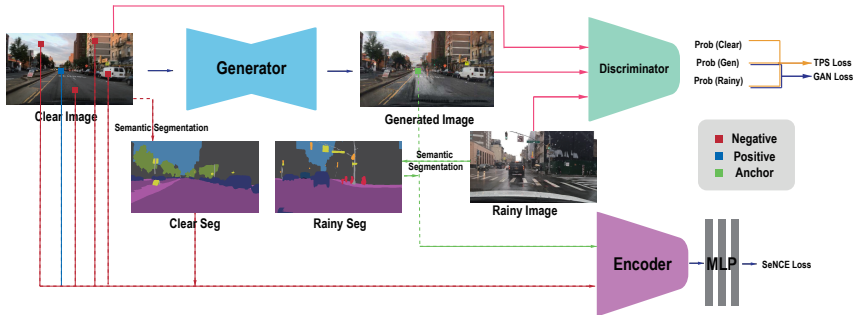 Generator
Discriminator
Prob (Clear)
Prob (Gen)
Prob (Rainy)
TPS Loss
GAN Loss
Clear Image
Generated Image
Semantic Segmentation
Semantic
Segmentation
Negative
Positive
Anchor
Clear Seg
Rainy Seg
Rainy Image
Encoder
MLP
SeNCE Loss